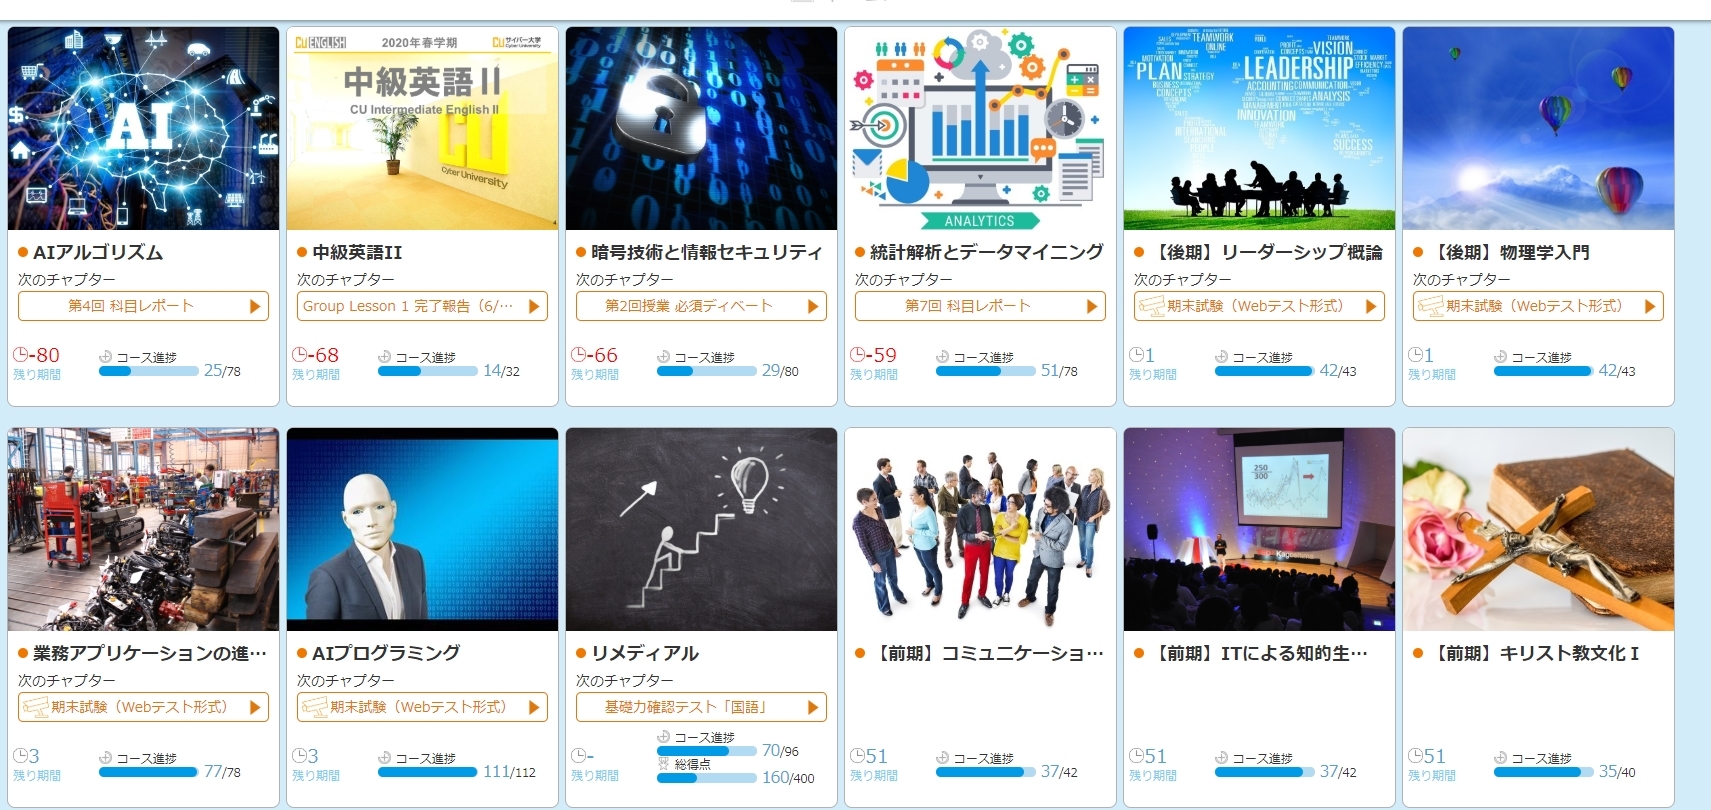 AI
CU ENGLISH
2020年春学期
CU サイバー大学
Cyber University
中級英語II
CU Intermediate English II
Cyber University
ANALYTICS
TEAMWORK
ONLINE
VISION
PLAN
STRATEGY
LEADERSHIP
ACCOUNTING COMMUNICATION
ANALYSIS
INNOVATION
SUCCESS
AIアルゴリズム
次のチャプター
第4回 科目レポート
-80
残り期間
コース進捗
25/78
中級英語II
次のチャプター
Group Lesson 1 完了報告（6/…
-68
残り期間
コース進捗
14/32
暗号技術と情報セキュリティ
次のチャプター
第2回授業 必須ディベート
-66
残り期間
コース進捗
29/80
統計解析とデータマイニング
次のチャプター
第7回 科目レポート
-59
残り期間
コース進捗
51/78
【後期】リーダーシップ概論
次のチャプター
期末試験（Webテスト形式）
1
残り期間
コース進捗
42/43
【後期】物理学入門
次のチャプター
期末試験（Webテスト形式）
1
残り期間
コース進捗
42/43
250
300
業務アプリケーションの進…
次のチャプター
期末試験（Webテスト形式）
3
残り期間
コース進捗
77/78
AIプログラミング
次のチャプター
期末試験（Webテスト形式）
3
残り期間
コース進捗
111/112
リメディアル
次のチャプター
基礎力確認テスト「国語」
-
残り期間
コース進捗
70/96
総得点
160/400
【前期】コミュニケーショ…
51
残り期間
コース進捗
37/42
【前期】ITによる知的生…
51
残り期間
コース進捗
37/42
【前期】キリスト教文化 I
51
残り期間
コース進捗
35/40